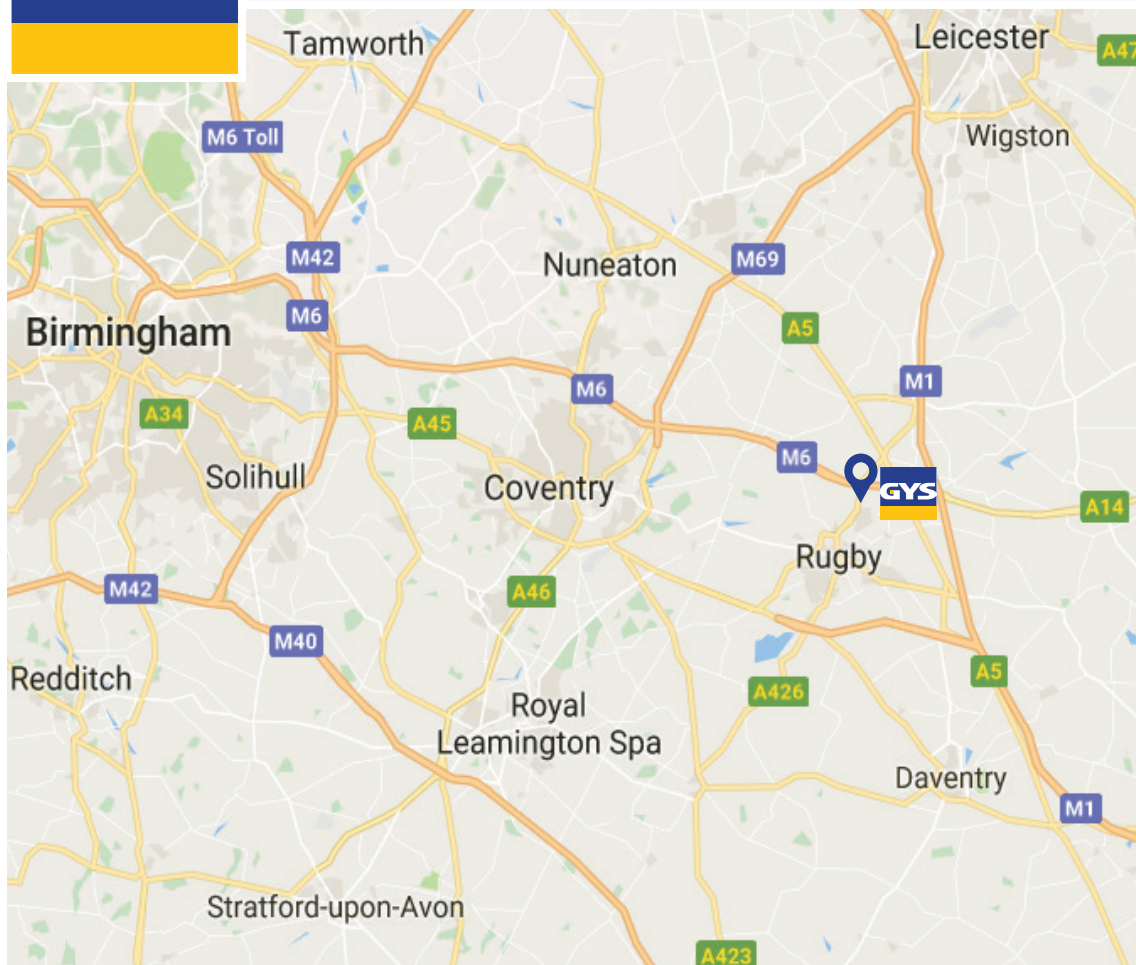 Tamworth
Leicester
A47
M6 Toll
Wigston
M42
Nuneaton
M69
M6
A5
Birmingham
M6
M1
A34
A45
M6
Solihull
Coventry
GYS
A14
Rugby
M42
A46
M40
A5
Redditch
A426
Royal
Leamington Spa
Daventry
M1
Stratford-upon-Avon
A423